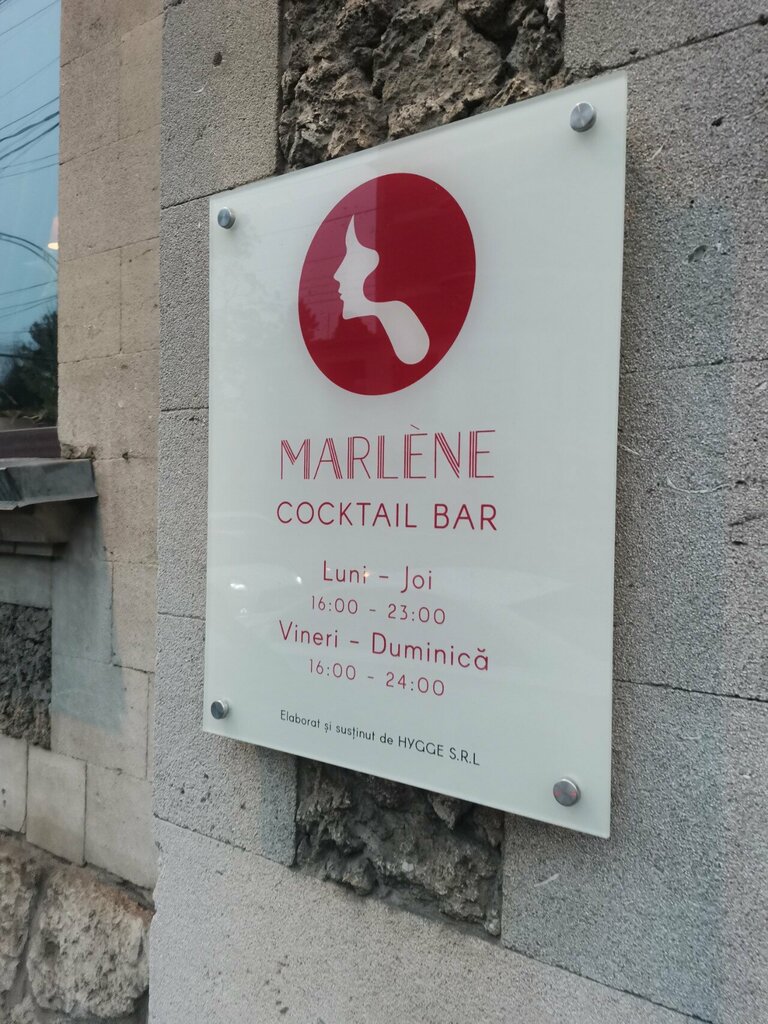 MARLÈNE
COCKTAIL BAR
Luni - Joi
16:00 - 23:00
Vineri - Duminică
16:00 - 24:00
Elaborat și susținut de HYGGE S.R.L